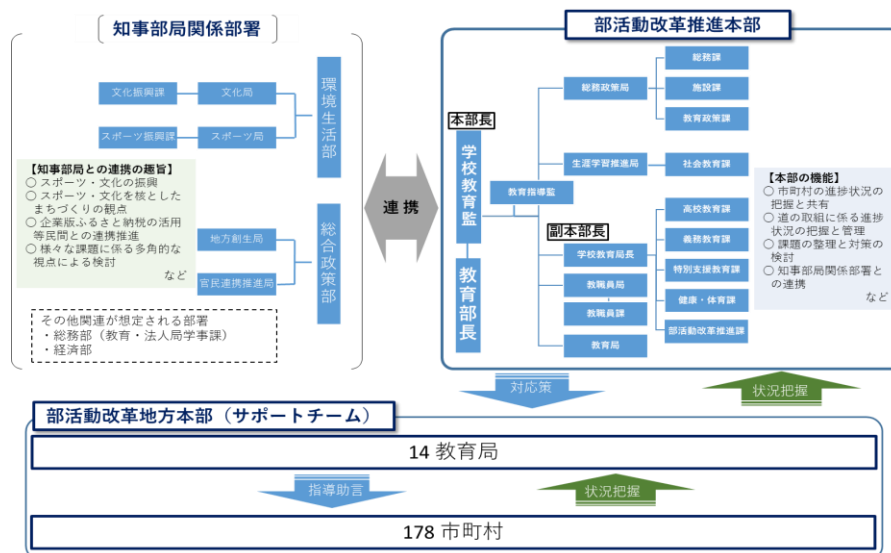 知事部局関係部署
文化振興課
文化局
スポーツ振興課
スポーツ局
環境生活部
【知事部局との連携の趣旨】
○ スポーツ・文化の振興
○ スポーツ・文化を核とした
まちづくりの観点
○ 企業版ふるさと納税の活用
等民間との連携推進
○ 様々な課題に係る多角的な
視点による検討
など
地方創生局
官民連携推進局
総合政策部
その他関連が想定される部署
・総務部（教育・法人局学事課）
・経済部
連携
部活動改革推進本部
本部長
学校教育監
教育部長
教育指導監
総務政策局
総務課
施設課
教育政策課
生涯学習推進局
社会教育課
副本部長
学校教育局長
高校教育課
義務教育課
特別支援教育課
健康・体育課
部活動改革推進課
教職員局
教職員課
教育局
【本部の機能】
○ 市町村の進捗状況の
把握と共有
○ 道の取組に係る進捗
状況の把握と管理
○ 課題の整理と対策の
検討
○ 知事部局関係部署と
の連携
など
対応策
状況把握
部活動改革地方本部（サポートチーム）
14 教育局
指導助言
状況把握
178 市町村